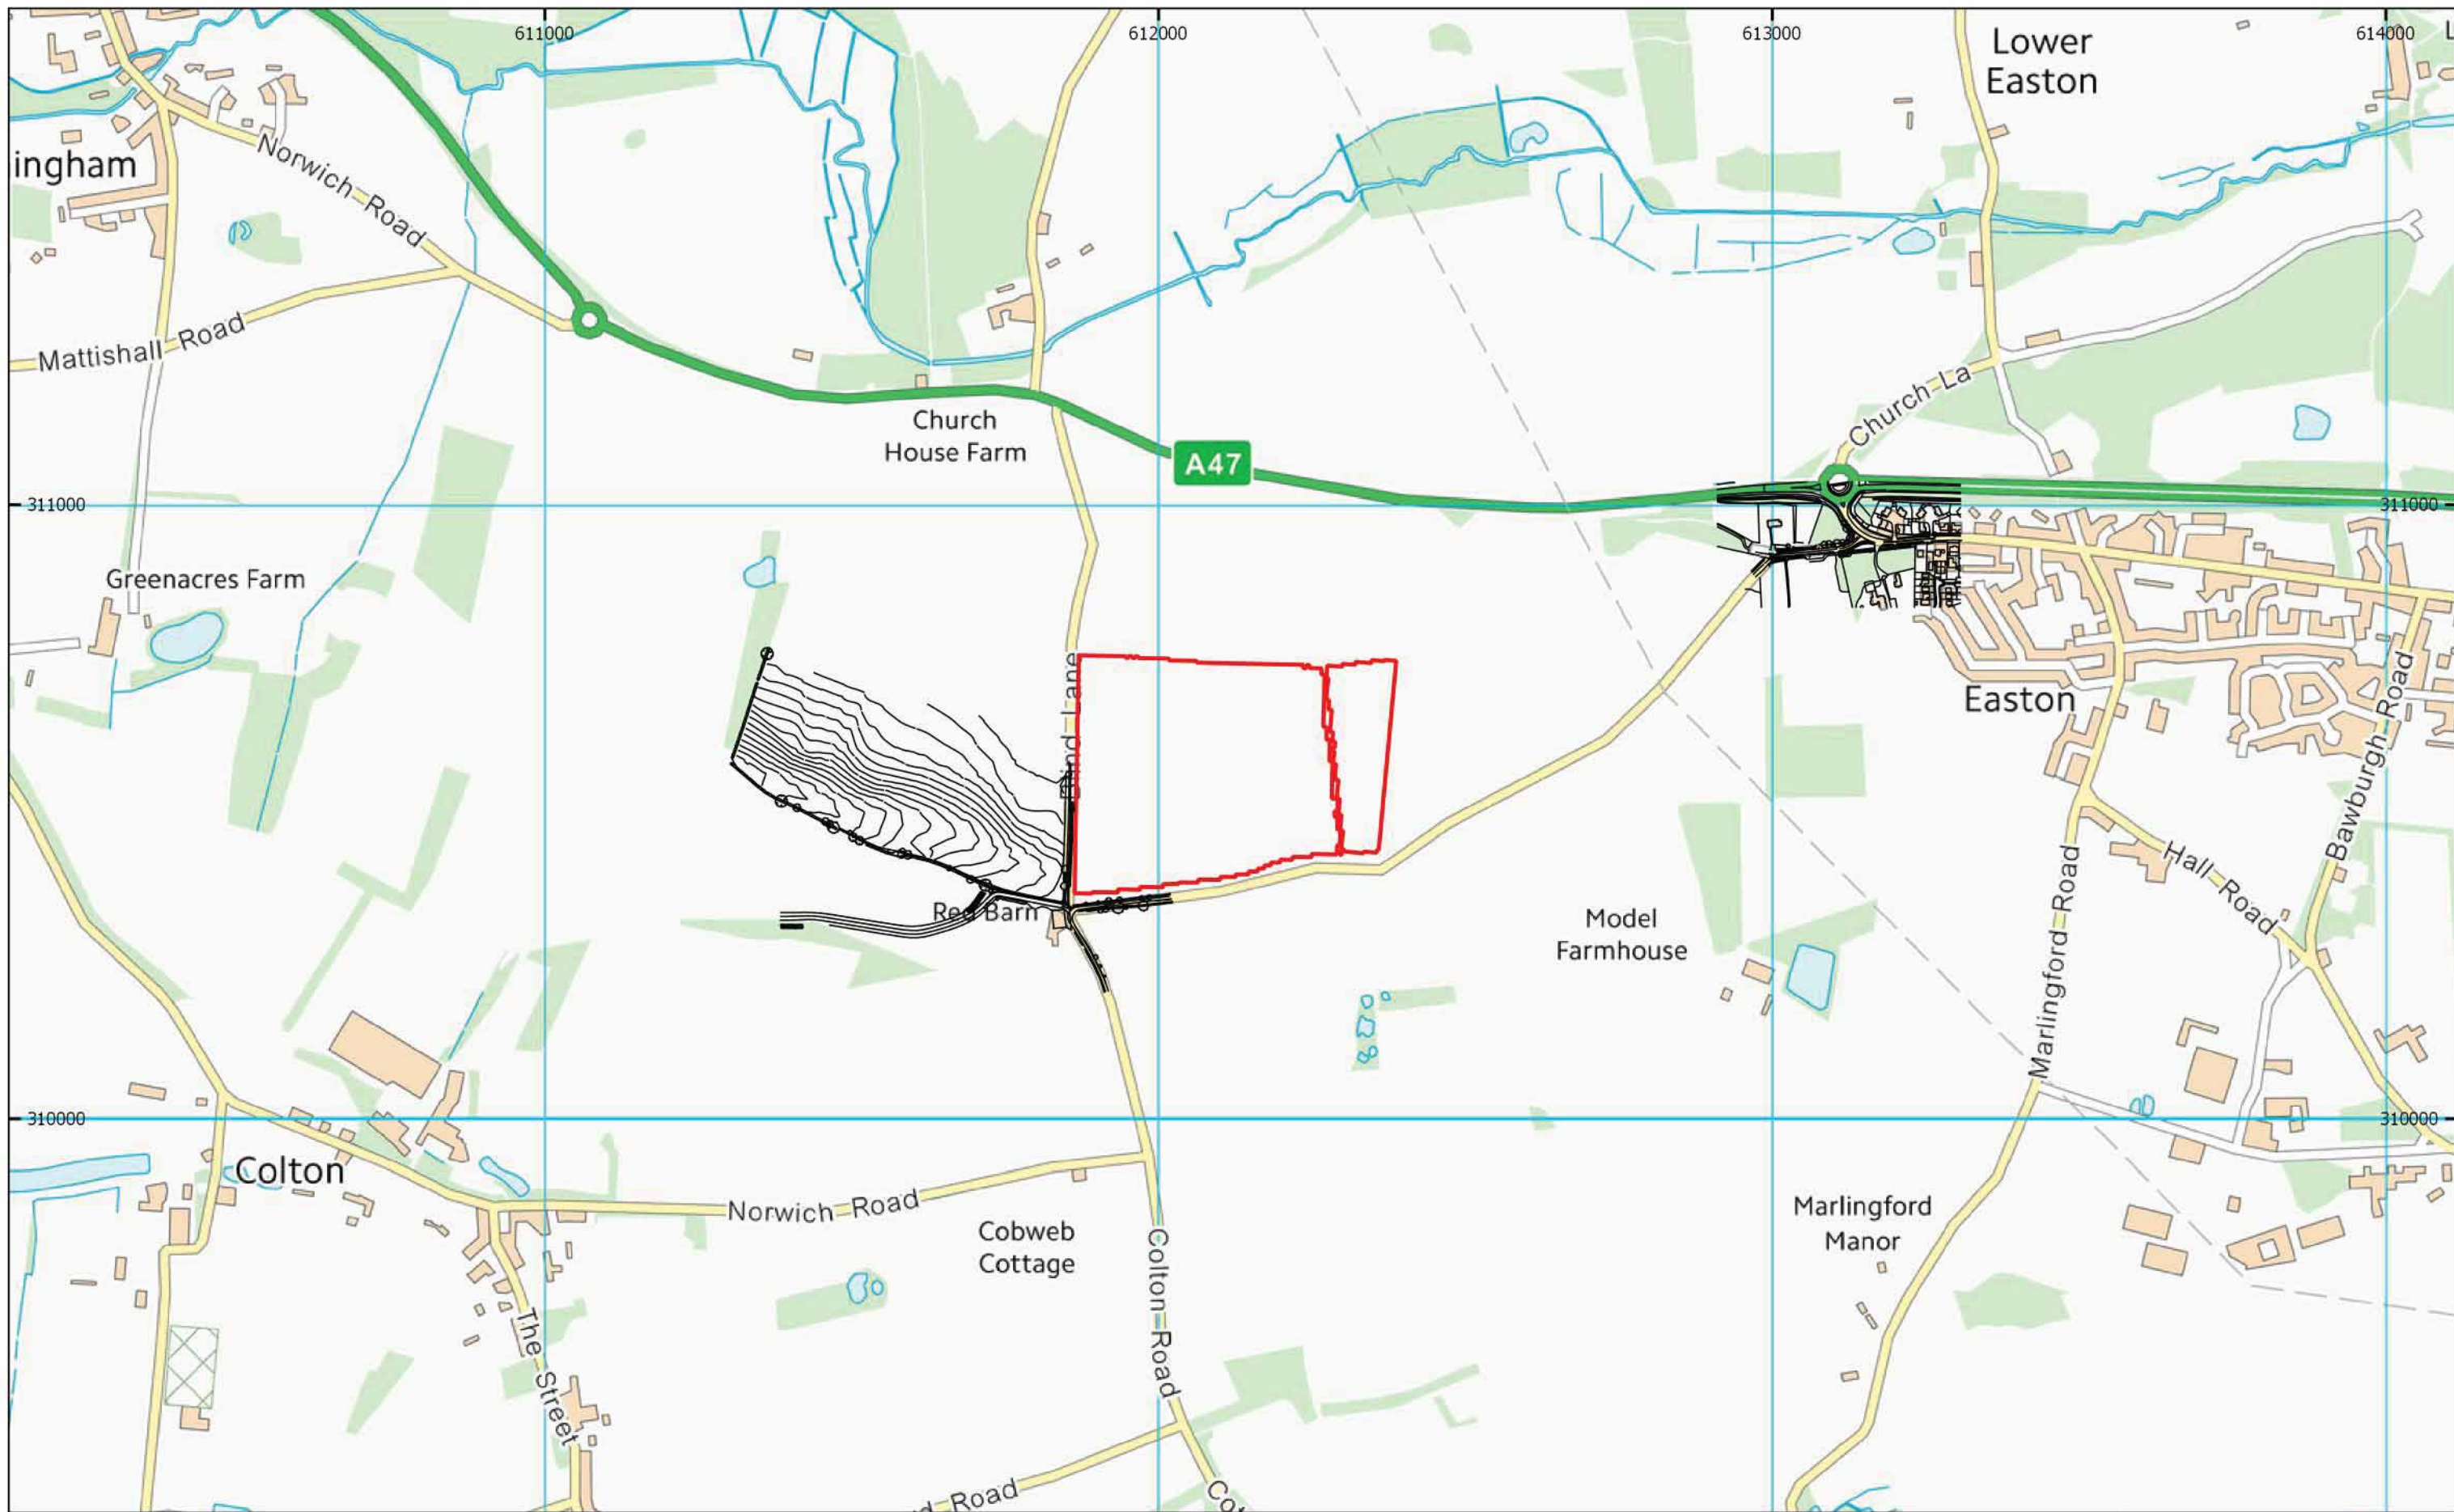 611000
612000
613000
614000
Lower
Easton
ingham
Norwich Road
Mattishall Road
Church La
Church
House Farm
A47
311000
311000
Greenacres Farm
Lane
Easton
Bawburgh Road
Hall Road
Marlingford Road
Red Barn
Model
Farmhouse
310000
310000
Colton
Norwich Road
Cobweb
Cottage
Colton Road
Marlingford
Manor
The Street
Road
Co